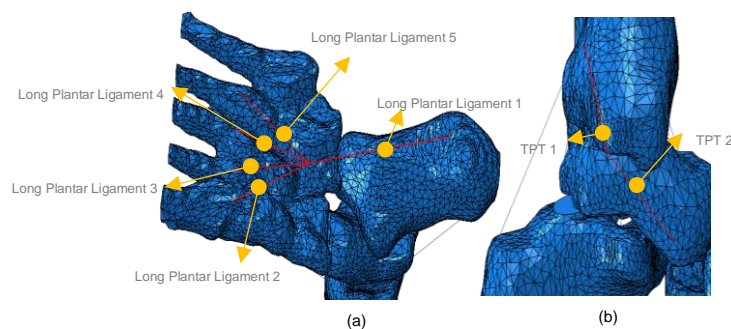 Long Plantar Ligament 5
Long Plantar Ligament 4
Long Plantar Ligament 1
Long Plantar Ligament 3
Long Plantar Ligament 2
(a)
TPT 1
TPT 2
(b)